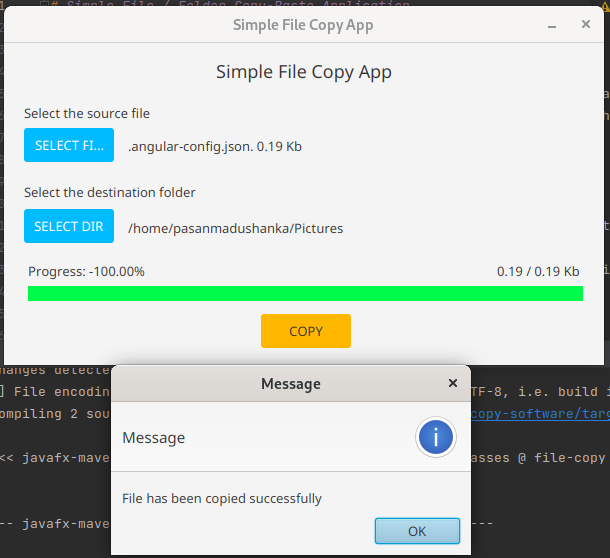 # Simple File / Folder Copy-Paste Application
Simple File Copy App
Simple File Copy App
Select the source file
SELECT FI... .angular-config.json. 0.19 Kb
Select the destination folder
SELECT DIR /home/pasanmadushanka/Pictures
Progress: -100.00% 0.19 / 0.19 Kb
COPY
hanges detecte
] File encodin TF-8, i.e. build i
ompiling 2 sou copy-software/targ
<< javafx-mave asses @ file-copy
-- javafx-mave ---
Message
Message
File has been copied successfully
OK